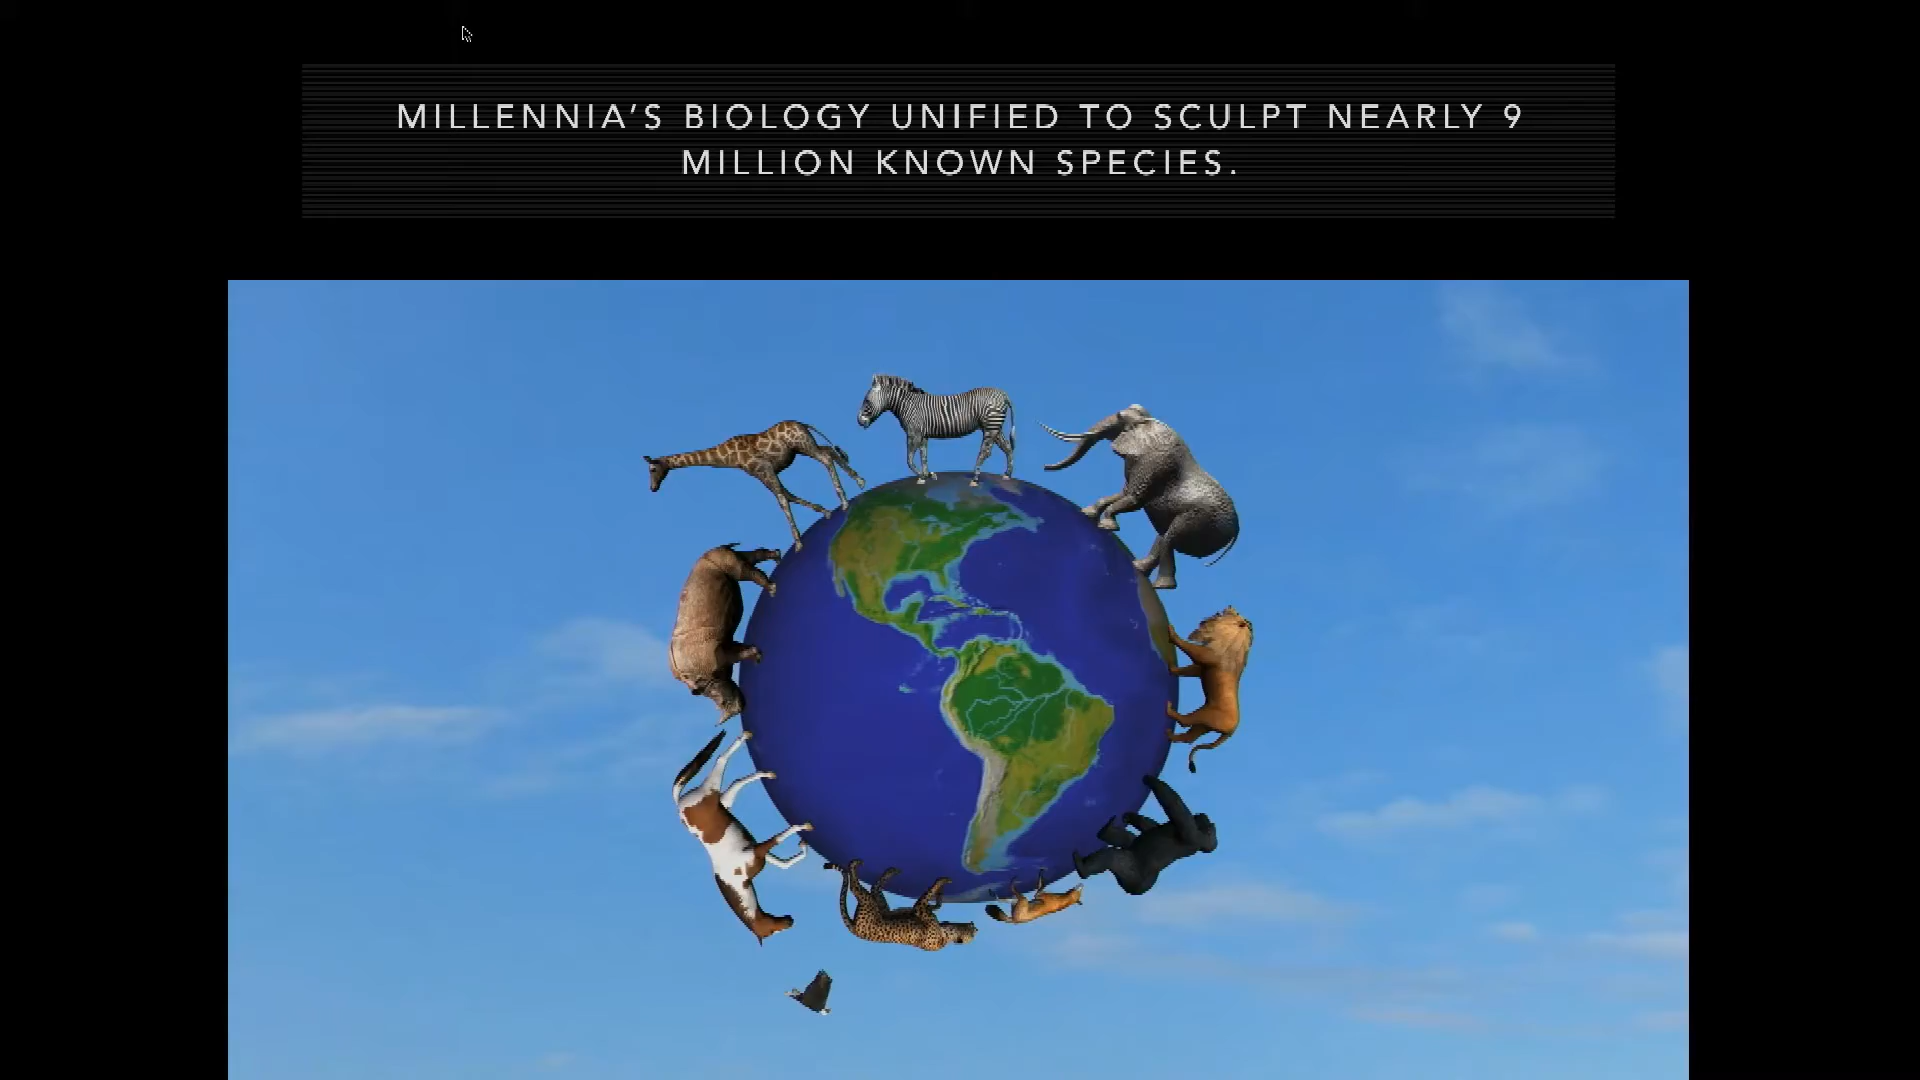 MILLENNIA’S BIOLOGY UNIFIED TO SCULPT NEARLY 9
MILLION KNOWN SPECIES.